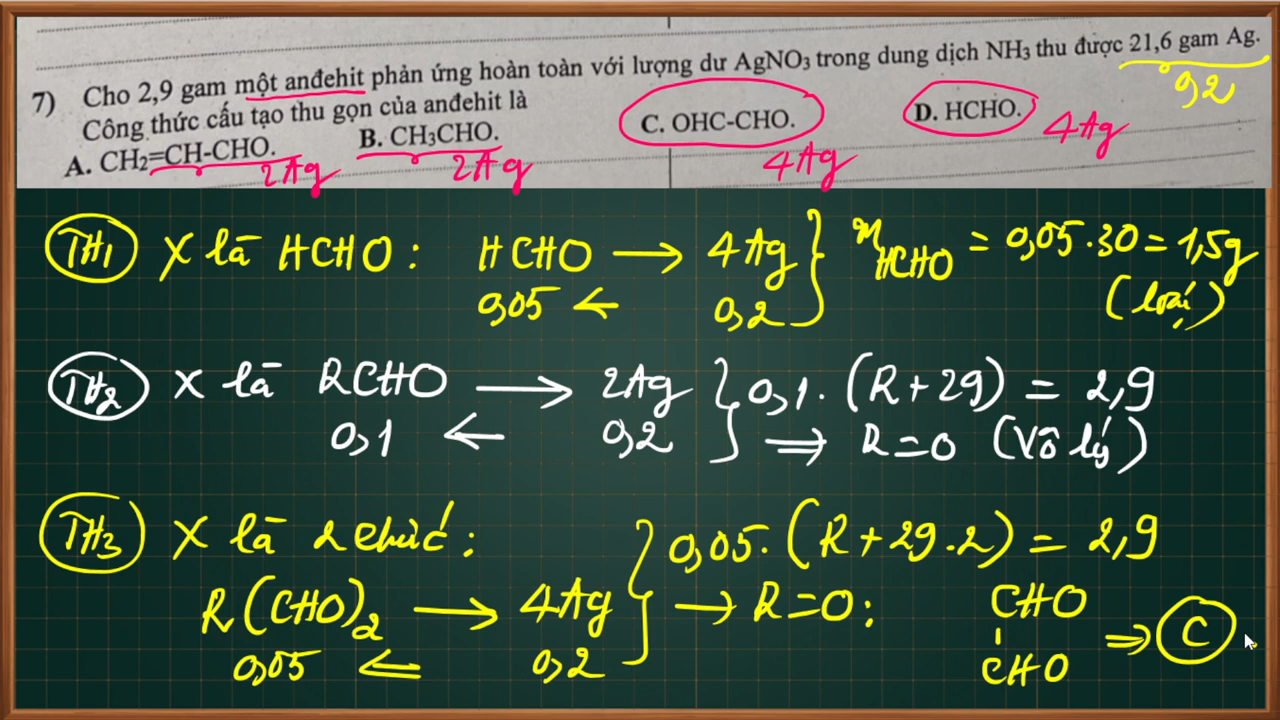 7) Cho 2,9 gam một anđehit phản ứng hoàn toàn với lượng dư AgNO₃ trong dung dịch NH₃ thu được 21,6 gam Ag.
0,2
Công thức cấu tạo thu gọn của anđehit là
A. CH₂=CH-CHO. B. CH₃CHO. C. OHC-CHO. D. HCHO.
2Ag 2Ag 4Ag 4Ag
TH1 X là HCHO: HCHO → 4Ag } m HCHO = 0,05.30 = 1,5g
0,05 ← 0,2 (loại)
TH2 X là RCHO → 2Ag } 0,1.(R+29) = 2,9
0,1 ← 0,2 ⇒ R=0 (Vô lý)
TH3 X là 2 chức: } 0,05.(R+29.2) = 2,9
R(CHO)₂ → 4Ag → R=0: CHO
0,05 ⇐ 0,2 CHO ⇒ C